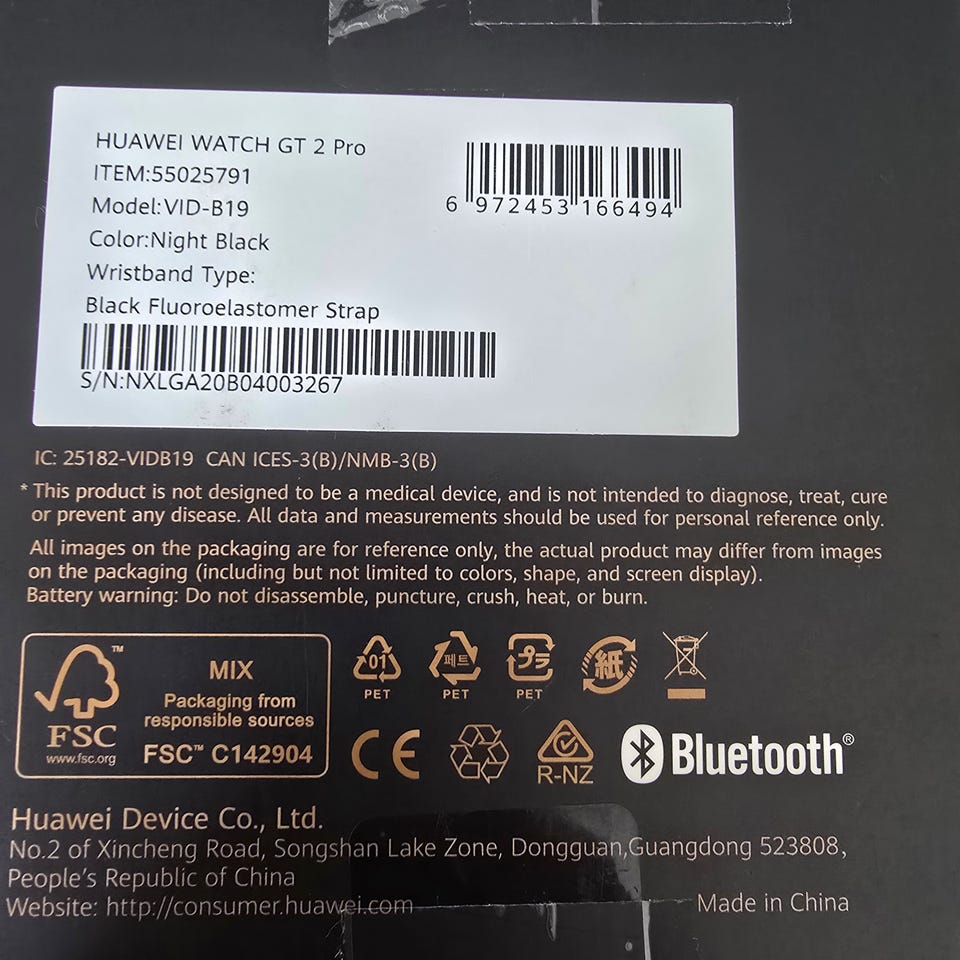 HUAWEI WATCH GT 2 Pro
ITEM:55025791
Model:VID-B19
Color:Night Black
Wristband Type:
Black Fluoroelastomer Strap
S/N:NXLGA20B04003267
6 972453 166494
IC: 25182-VIDB19 CAN ICES-3(B)/NMB-3(B)
* This product is not designed to be a medical device, and is not intended to diagnose, treat, cure
or prevent any disease. All data and measurements should be used for personal reference only.
All images on the packaging are for reference only, the actual product may differ from images
on the packaging (including but not limited to colors, shape, and screen display).
Battery warning: Do not disassemble, puncture, crush, heat, or burn.
FSC
www.fsc.org
MIX
Packaging from
responsible sources
FSC™ C142904
01
PET
페트
PET
プラ
PET
紙
CE
R-NZ
Bluetooth®
Huawei Device Co., Ltd.
No.2 of Xincheng Road, Songshan Lake Zone, Dongguan,Guangdong 523808,
People's Republic of China
Website: http://consumer.huawei.com
Made in China